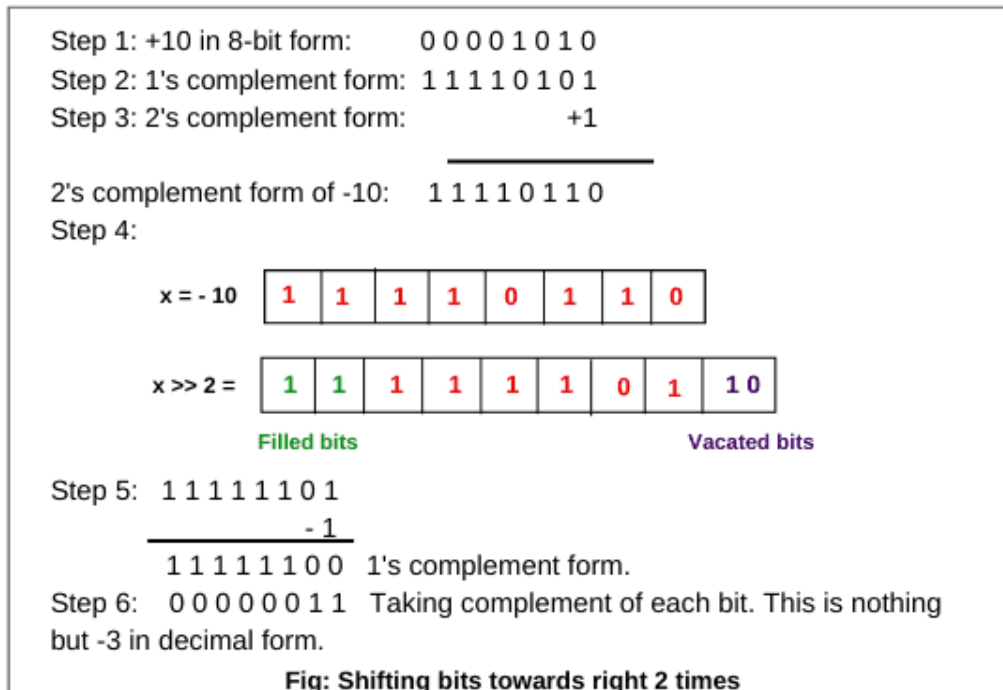 Step 1: +10 in 8-bit form: 0 0 0 0 1 0 1 0
Step 2: 1's complement form: 1 1 1 1 0 1 0 1
Step 3: 2's complement form: +1
2's complement form of -10: 1 1 1 1 0 1 1 0
Step 4:
x = - 10 1 1 1 1 0 1 1 0
x >> 2 = 1 1 1 1 1 1 0 1 1 0
Filled bits Vacated bits
Step 5: 1 1 1 1 1 1 0 1
- 1
1 1 1 1 1 1 0 0 1's complement form.
Step 6: 0 0 0 0 0 0 1 1 Taking complement of each bit. This is nothing
but -3 in decimal form.
Fig: Shifting bits towards right 2 times